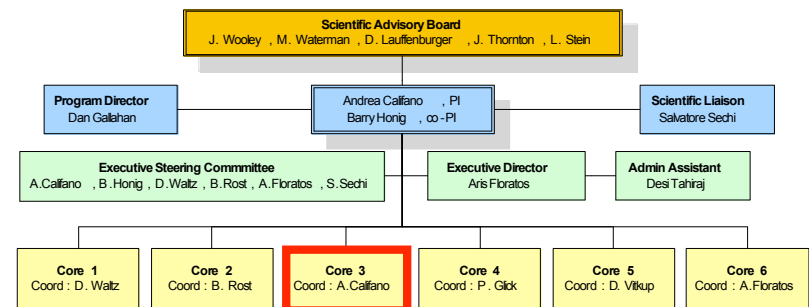 Scientific Advisory Board
J. Wooley , M. Waterman , D. Lauffenburger , J. Thornton , L. Stein
Program Director
Dan Gallahan
Andrea Califano , PI
Barry Honig , co-PI
Scientific Liaison
Salvatore Sechi
Executive Steering Commmittee
A.Califano , B.Honig , D.Waltz , B.Rost , A.Floratos , S.Sechi
Executive Director
Aris Floratos
Admin Assistant
Desi Tahiraj
Core 1
Coord : D. Waltz
Core 2
Coord : B. Rost
Core 3
Coord : A.Califano
Core 4
Coord : P. Glick
Core 5
Coord : D. Vitkup
Core 6
Coord : A.Floratos